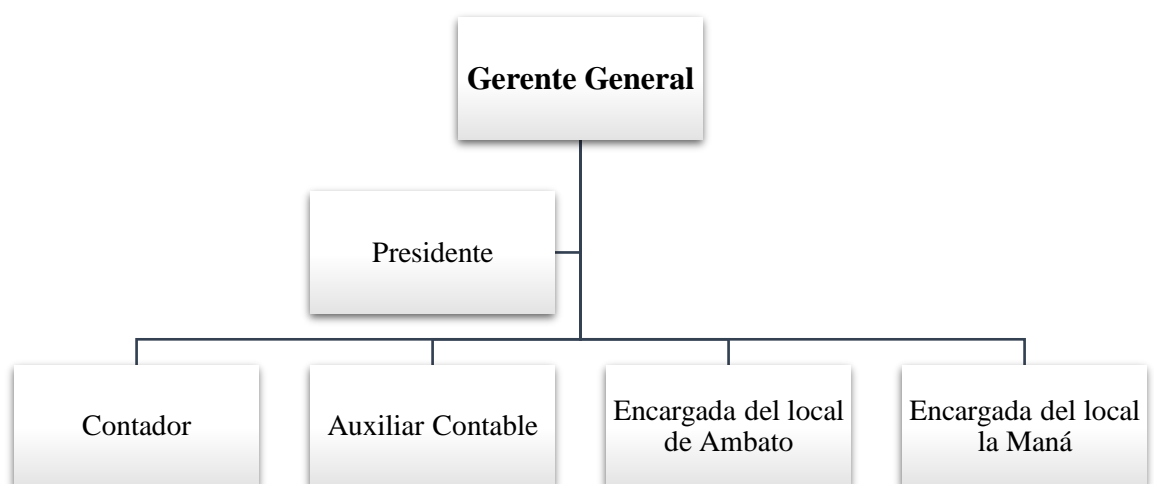 Gerente General
Presidente
Contador
Auxiliar Contable
Encargada del local
de Ambato
Encargada del local
la Maná